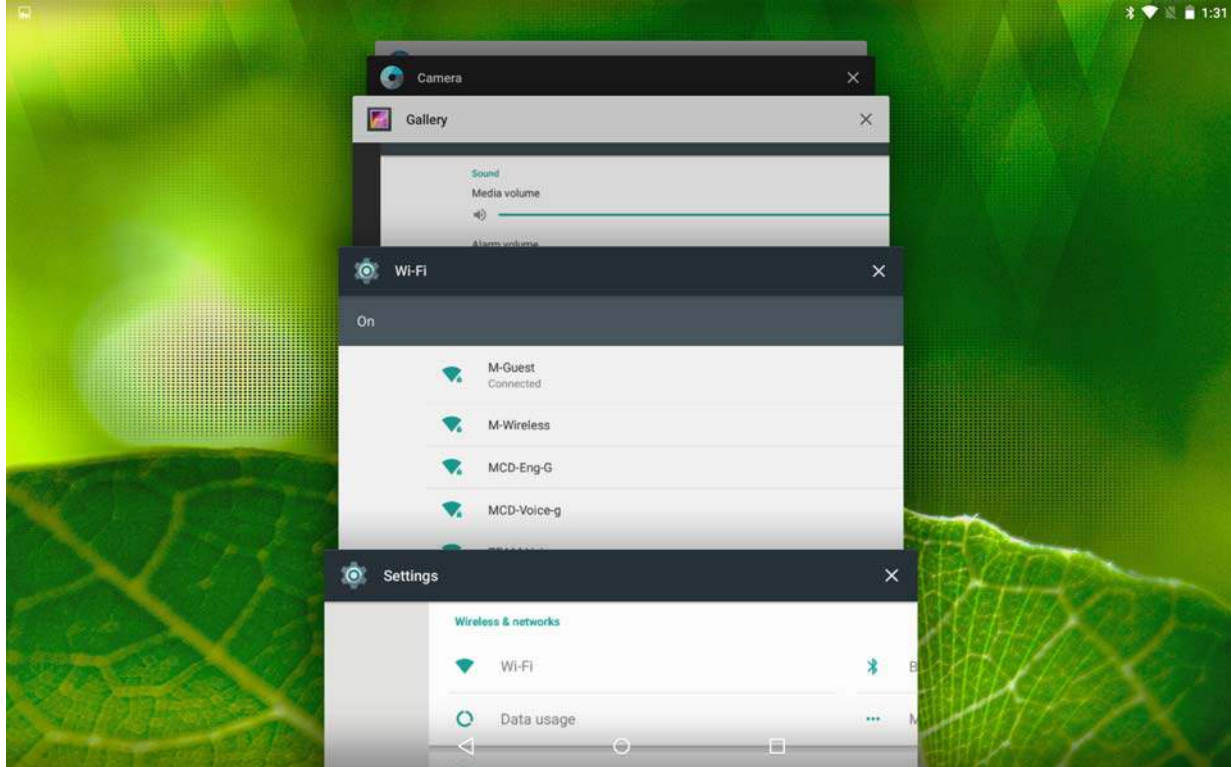 1:31
Camera
Gallery
Sound
Media volume
Alarm volume
Wi-Fi
On
M-Guest
Connected
M-Wireless
MCD-Eng-G
MCD-Voice-g
Settings
Wireless & networks
Wi-Fi
B
Data usage
M